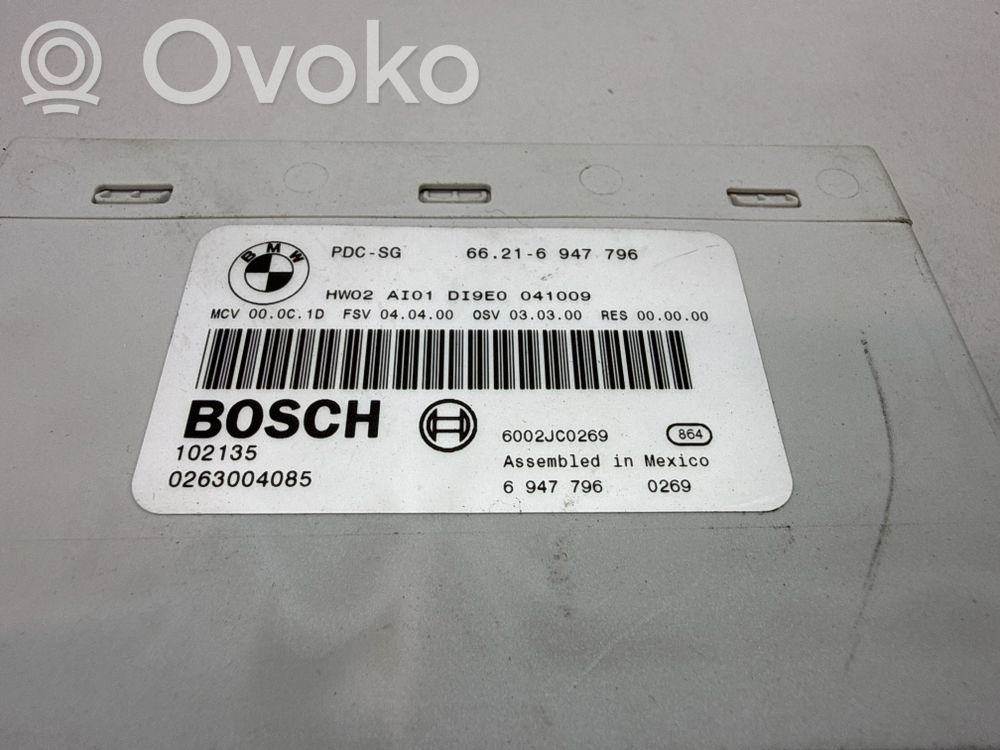 Ovoko
BMW
PDC-SG 66.21-6 947 796
HW02 AI01 DI9E0 041009
MCV 00.0C.1D FSV 04.04.00 OSV 03.03.00 RES 00.00.00
BOSCH
6002JC0269 864
102135
Assembled in Mexico
0263004085
6 947 796 0269